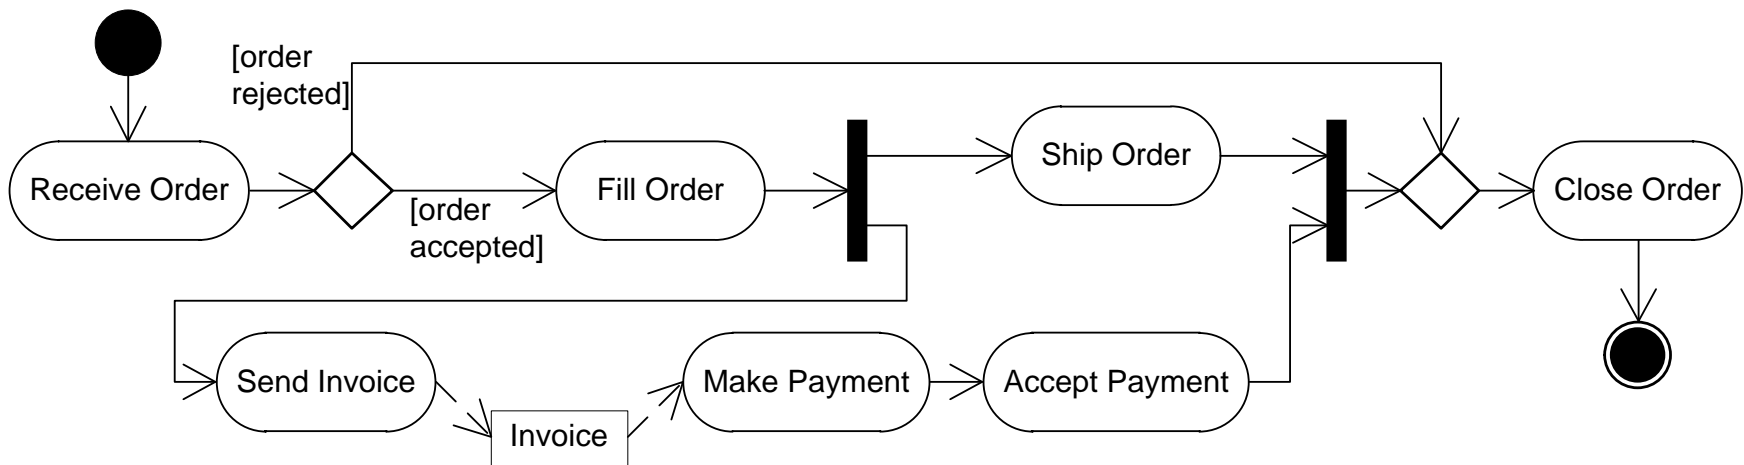 [order
rejected]
Receive Order
[order
accepted]
Fill Order
Ship Order
Close Order
Send Invoice
Invoice
Make Payment
Accept Payment